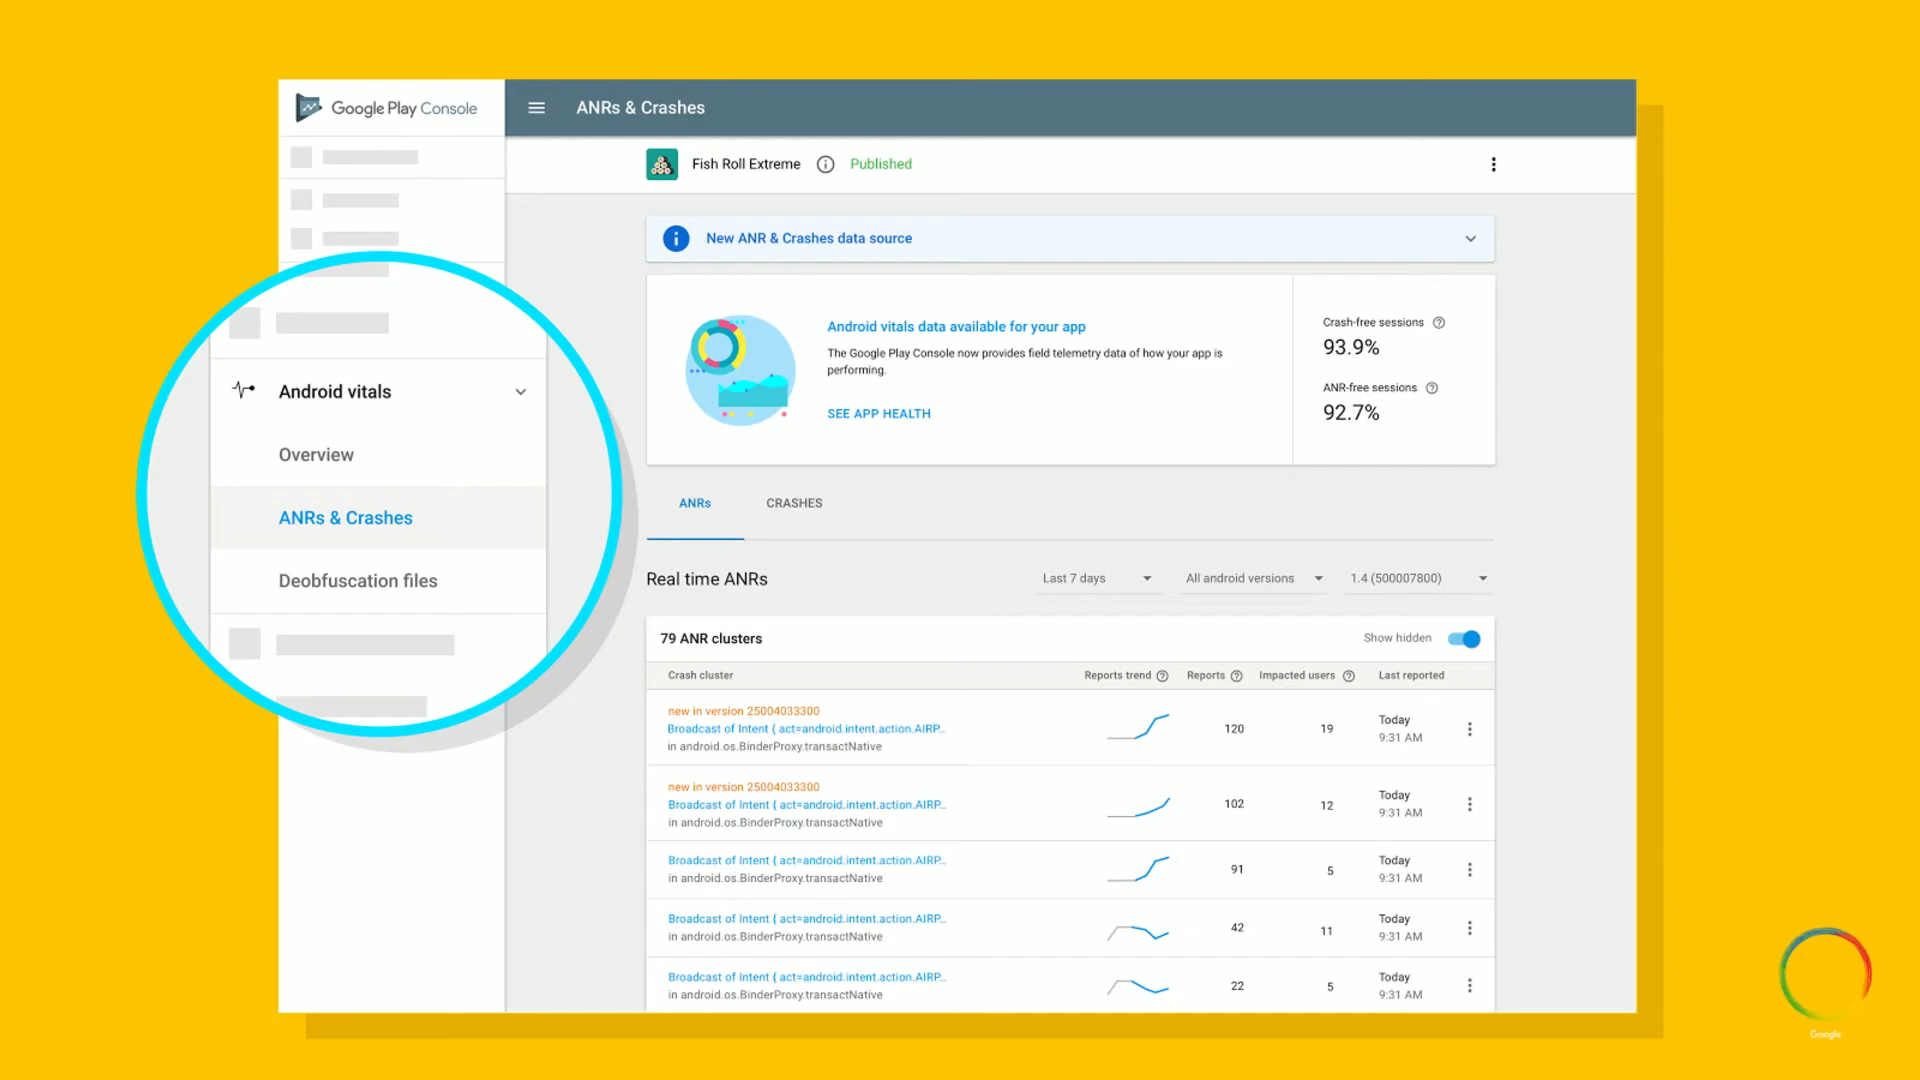 Google Play Console
ANRs & Crashes
Fish Roll Extreme
Published
New ANR & Crashes data source
Android vitals data available for your app
The Google Play Console now provides field telemetry data of how your app is
performing.
SEE APP HEALTH
Crash-free sessions
93.9%
ANR-free sessions
92.7%
Android vitals
Overview
ANRs & Crashes
Deobfuscation files
ANRs
CRASHES
Real time ANRs
Last 7 days
All android versions
1.4 (500007800)
79 ANR clusters
Show hidden
Crash cluster
Reports trend
Reports
Impacted users
Last reported
new in version 25004033300
Broadcast of Intent { act=android.intent.action.AIRP...
in android.os.BinderProxy.transactNative
120
19
Today
9:31 AM
new in version 25004033300
Broadcast of Intent { act=android.intent.action.AIRP...
in android.os.BinderProxy.transactNative
102
12
Today
9:31 AM
Broadcast of Intent { act=android.intent.action.AIRP...
in android.os.BinderProxy.transactNative
91
5
Today
9:31 AM
Broadcast of Intent { act=android.intent.action.AIRP...
in android.os.BinderProxy.transactNative
42
11
Today
9:31 AM
Broadcast of Intent { act=android.intent.action.AIRP...
in android.os.BinderProxy.transactNative
22
5
Today
9:31 AM
Google